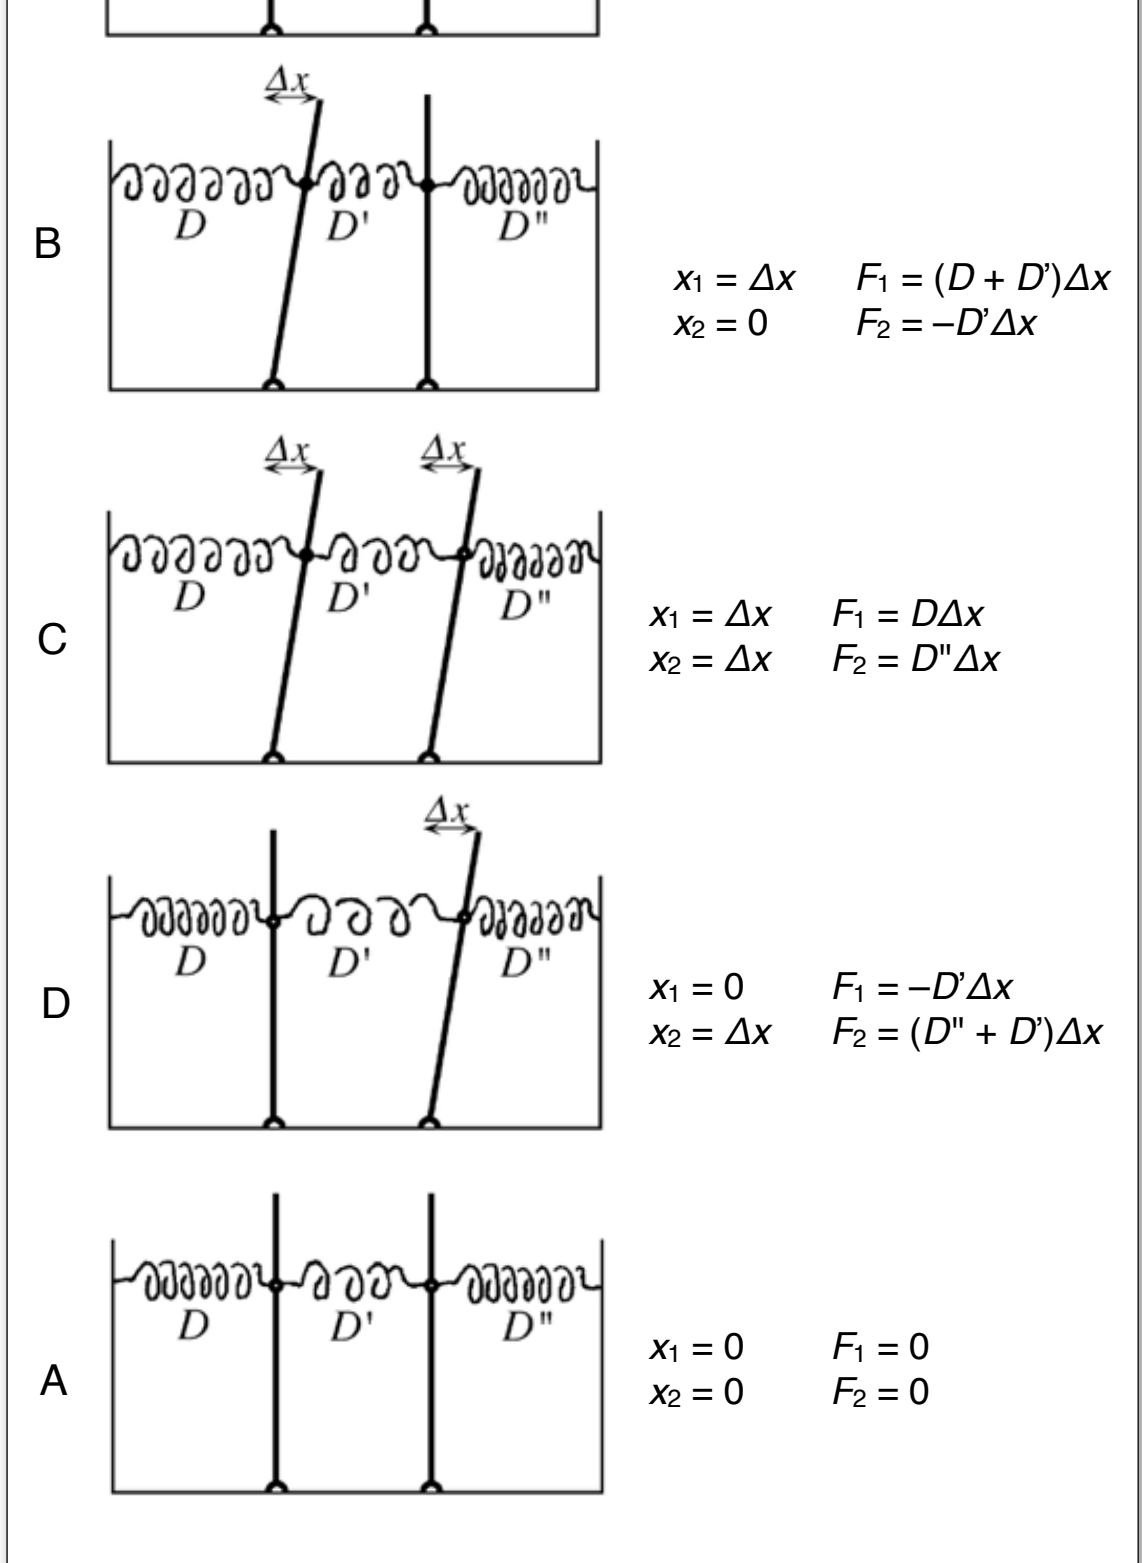 Δx
D D' D"
B
x₁ = Δx F₁ = (D + D’)Δx
x₂ = 0 F₂ = –D’Δx
Δx Δx
D D' D"
C
x₁ = Δx F₁ = DΔx
x₂ = Δx F₂ = D"Δx
Δx
D D' D"
D
x₁ = 0 F₁ = –D’Δx
x₂ = Δx F₂ = (D" + D’)Δx
D D' D"
A
x₁ = 0 F₁ = 0
x₂ = 0 F₂ = 0